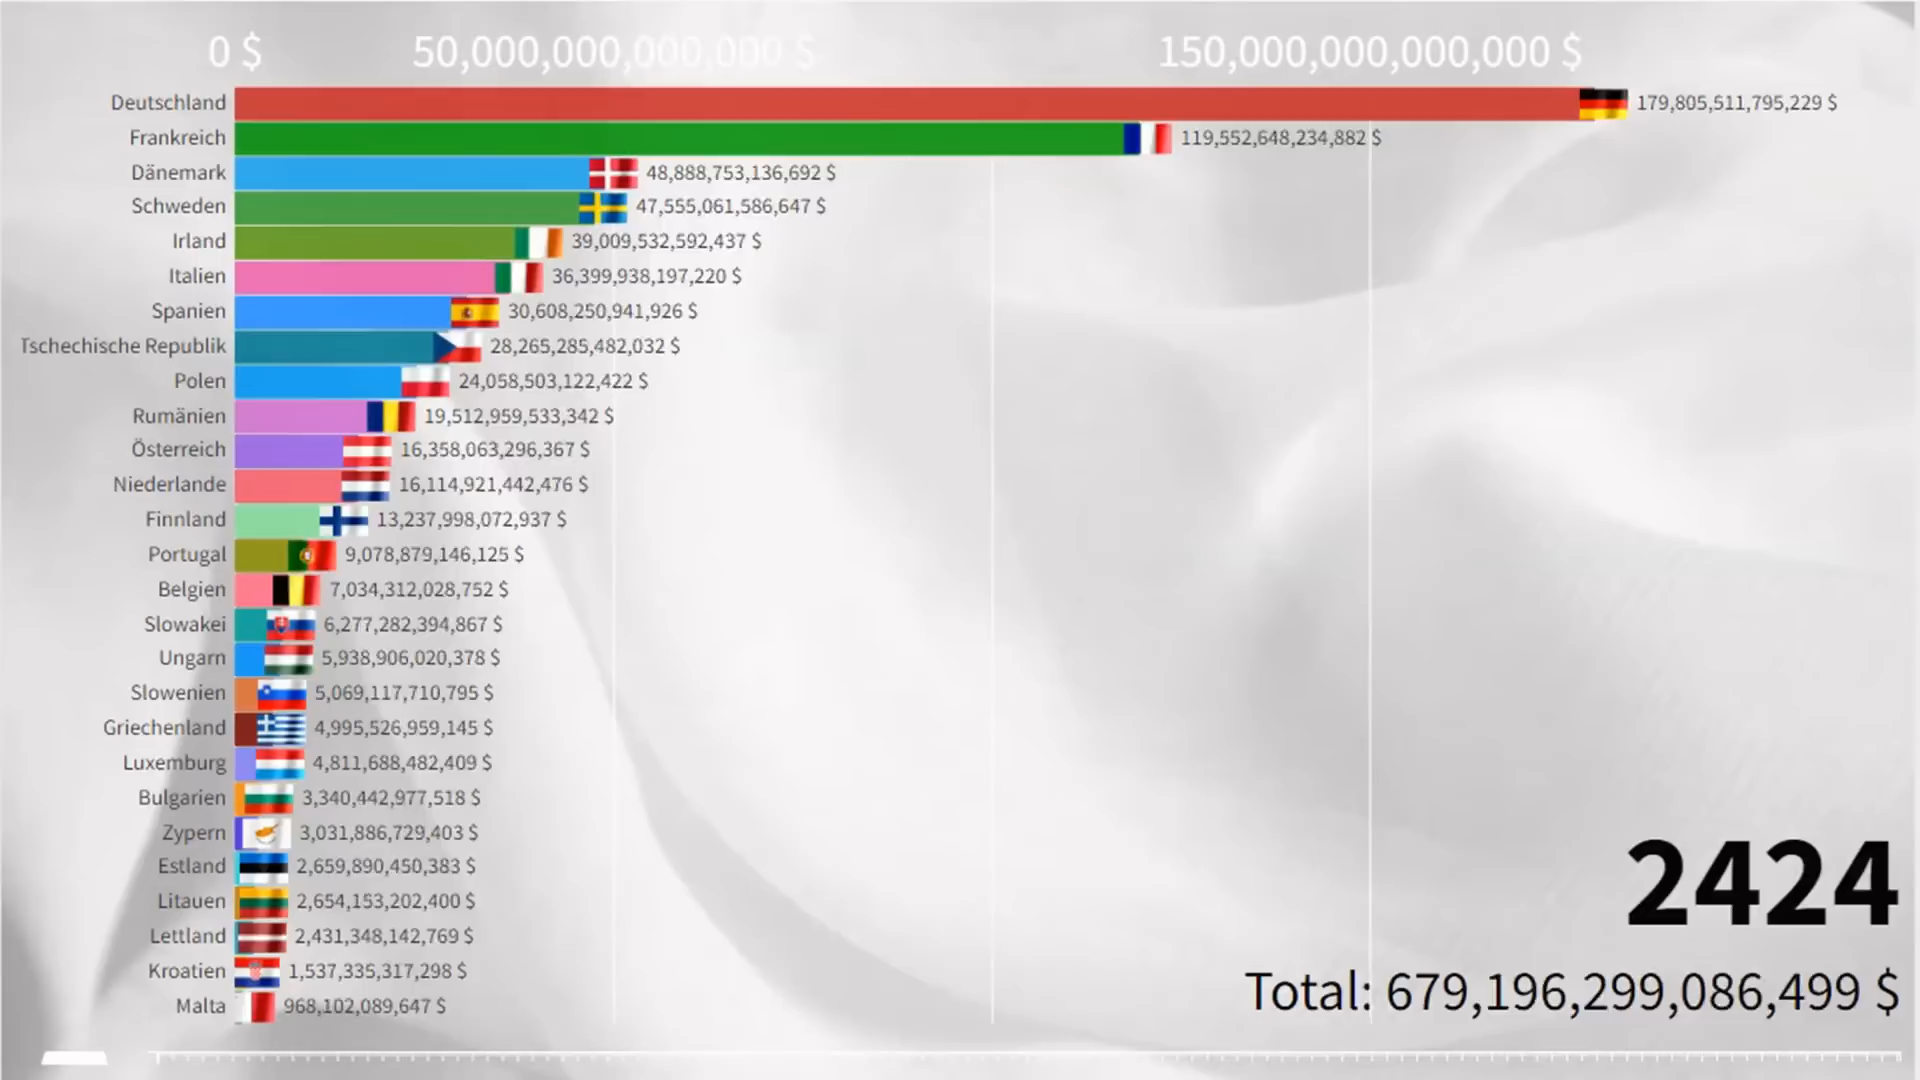 0 $ 50,000,000,000,000 $ 150,000,000,000,000 $
Deutschland 179,805,511,795,229 $
Frankreich 119,552,648,234,882 $
Dänemark 48,888,753,136,692 $
Schweden 47,555,061,586,647 $
Irland 39,009,532,592,437 $
Italien 36,399,938,197,220 $
Spanien 30,608,250,941,926 $
Tschechische Republik 28,265,285,482,032 $
Polen 24,058,503,122,422 $
Rumänien 19,512,959,533,342 $
Österreich 16,358,063,296,367 $
Niederlande 16,114,921,442,476 $
Finnland 13,237,998,072,937 $
Portugal 9,078,879,146,125 $
Belgien 7,034,312,028,752 $
Slowakei 6,277,282,394,867 $
Ungarn 5,938,906,020,378 $
Slowenien 5,069,117,710,795 $
Griechenland 4,995,526,959,145 $
Luxemburg 4,811,688,482,409 $
Bulgarien 3,340,442,977,518 $
Zypern 3,031,886,729,403 $
Estland 2,659,890,450,383 $
Litauen 2,654,153,202,400 $
Lettland 2,431,348,142,769 $
Kroatien 1,537,335,317,298 $
Malta 968,102,089,647 $
2424
Total: 679,196,299,086,499 $